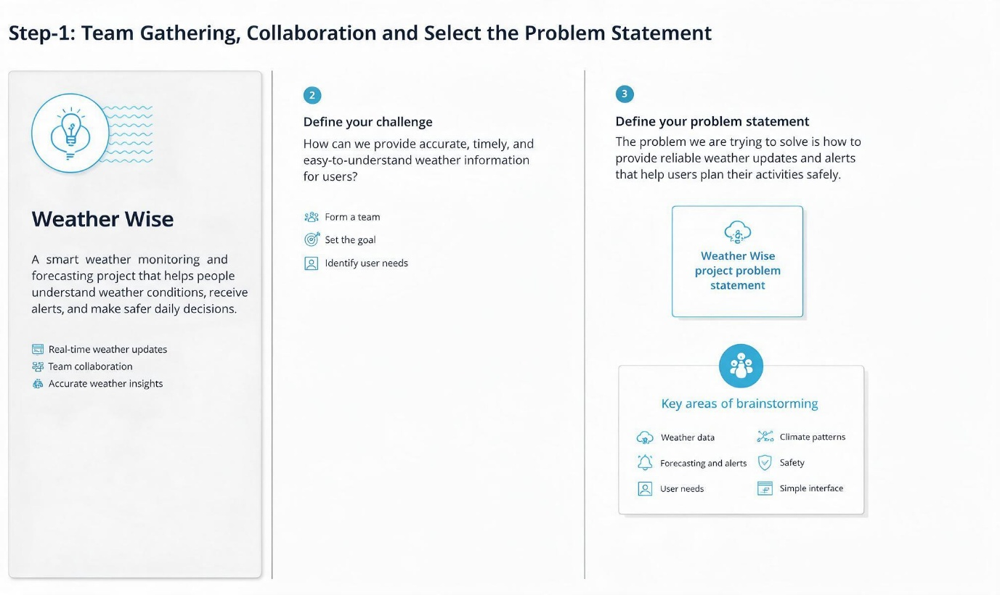 Step-1: Team Gathering, Collaboration and Select the Problem Statement
Weather Wise
A smart weather monitoring and
forecasting project that helps people
understand weather conditions, receive
alerts, and make safer daily decisions.
Real-time weather updates
Team collaboration
Accurate weather insights
2
Define your challenge
How can we provide accurate, timely, and
easy-to-understand weather information
for users?
Form a team
Set the goal
Identify user needs
3
Define your problem statement
The problem we are trying to solve is how to
provide reliable weather updates and alerts
that help users plan their activities safely.
Weather Wise
project problem
statement
Key areas of brainstorming
Weather data
Climate patterns
Forecasting and alerts
Safety
User needs
Simple interface